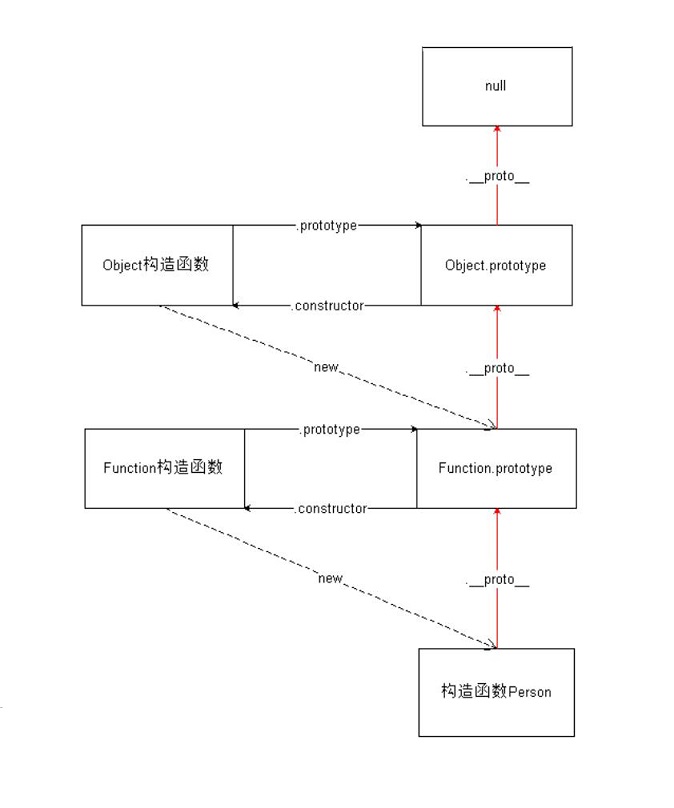 null
.__proto__
.prototype
Object构造函数
Object.prototype
.constructor
new
.__proto__
.prototype
Function构造函数
Function.prototype
.constructor
new
.__proto__
构造函数Person